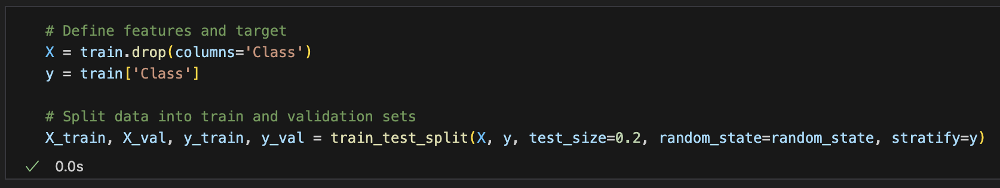 # Define features and target
X = train.drop(columns='Class')
y = train['Class']
# Split data into train and validation sets
X_train, X_val, y_train, y_val = train_test_split(X, y, test_size=0.2, random_state=random_state, stratify=y)
0.0s